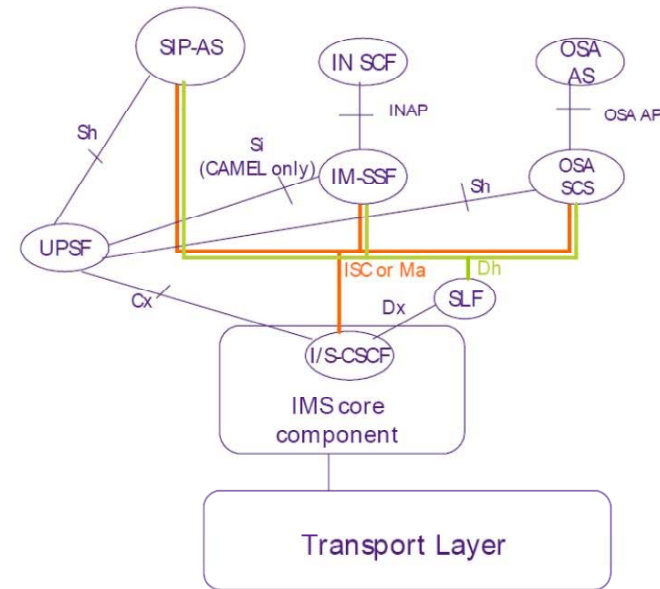 SIP-AS
IN SCF
OSA
AS
INAP
OSA AP
Sh
Si
(CAMEL only)
IM-SSF
Sh
OSA
SCS
UPSF
ISC or Ma
Dh
Cx
Dx
SLF
I/S-CSCF
IMS core
component
Transport Layer